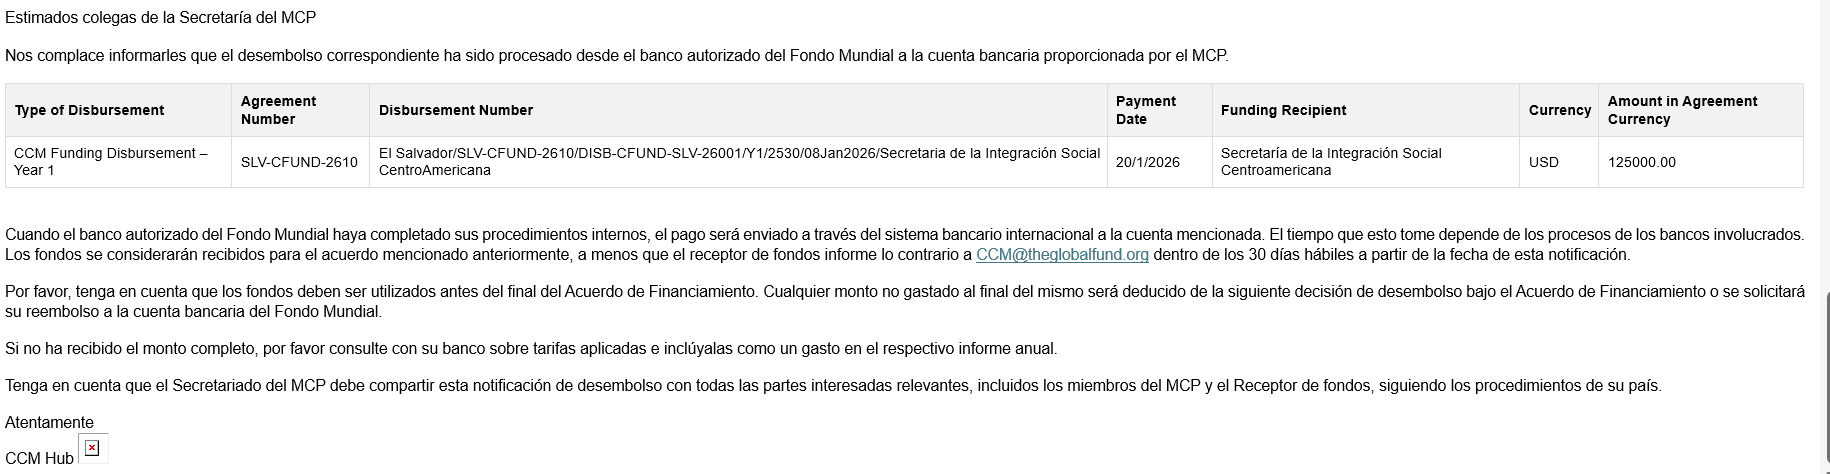 Estimados colegas de la Secretaría del MCP
Nos complace informarles que el desembolso correspondiente ha sido procesado desde el banco autorizado del Fondo Mundial a la cuenta bancaria proporcionada por el MCP.
Type of Disbursement
Agreement
Number
Disbursement Number
Payment
Date
Funding Recipient
Currency
Amount in Agreement
Currency
CCM Funding Disbursement –
Year 1
SLV-CFUND-2610
El Salvador/SLV-CFUND-2610/DISB-CFUND-SLV-26001/Y1/2530/08Jan2026/Secretaria de la Integración Social
CentroAmericana
20/1/2026
Secretaría de la Integración Social
Centroamericana
USD
125000.00
Cuando el banco autorizado del Fondo Mundial haya completado sus procedimientos internos, el pago será enviado a través del sistema bancario internacional a la cuenta mencionada. El tiempo que esto tome depende de los procesos de los bancos involucrados.
Los fondos se considerarán recibidos para el acuerdo mencionado anteriormente, a menos que el receptor de fondos informe lo contrario a CCM@theglobalfund.org dentro de los 30 días hábiles a partir de la fecha de esta notificación.
Por favor, tenga en cuenta que los fondos deben ser utilizados antes del final del Acuerdo de Financiamiento. Cualquier monto no gastado al final del mismo será deducido de la siguiente decisión de desembolso bajo el Acuerdo de Financiamiento o se solicitará
su reembolso a la cuenta bancaria del Fondo Mundial.
Si no ha recibido el monto completo, por favor consulte con su banco sobre tarifas aplicadas e inclúyalas como un gasto en el respectivo informe anual.
Tenga en cuenta que el Secretariado del MCP debe compartir esta notificación de desembolso con todas las partes interesadas relevantes, incluidos los miembros del MCP y el Receptor de fondos, siguiendo los procedimientos de su país.
Atentamente
CCM Hub